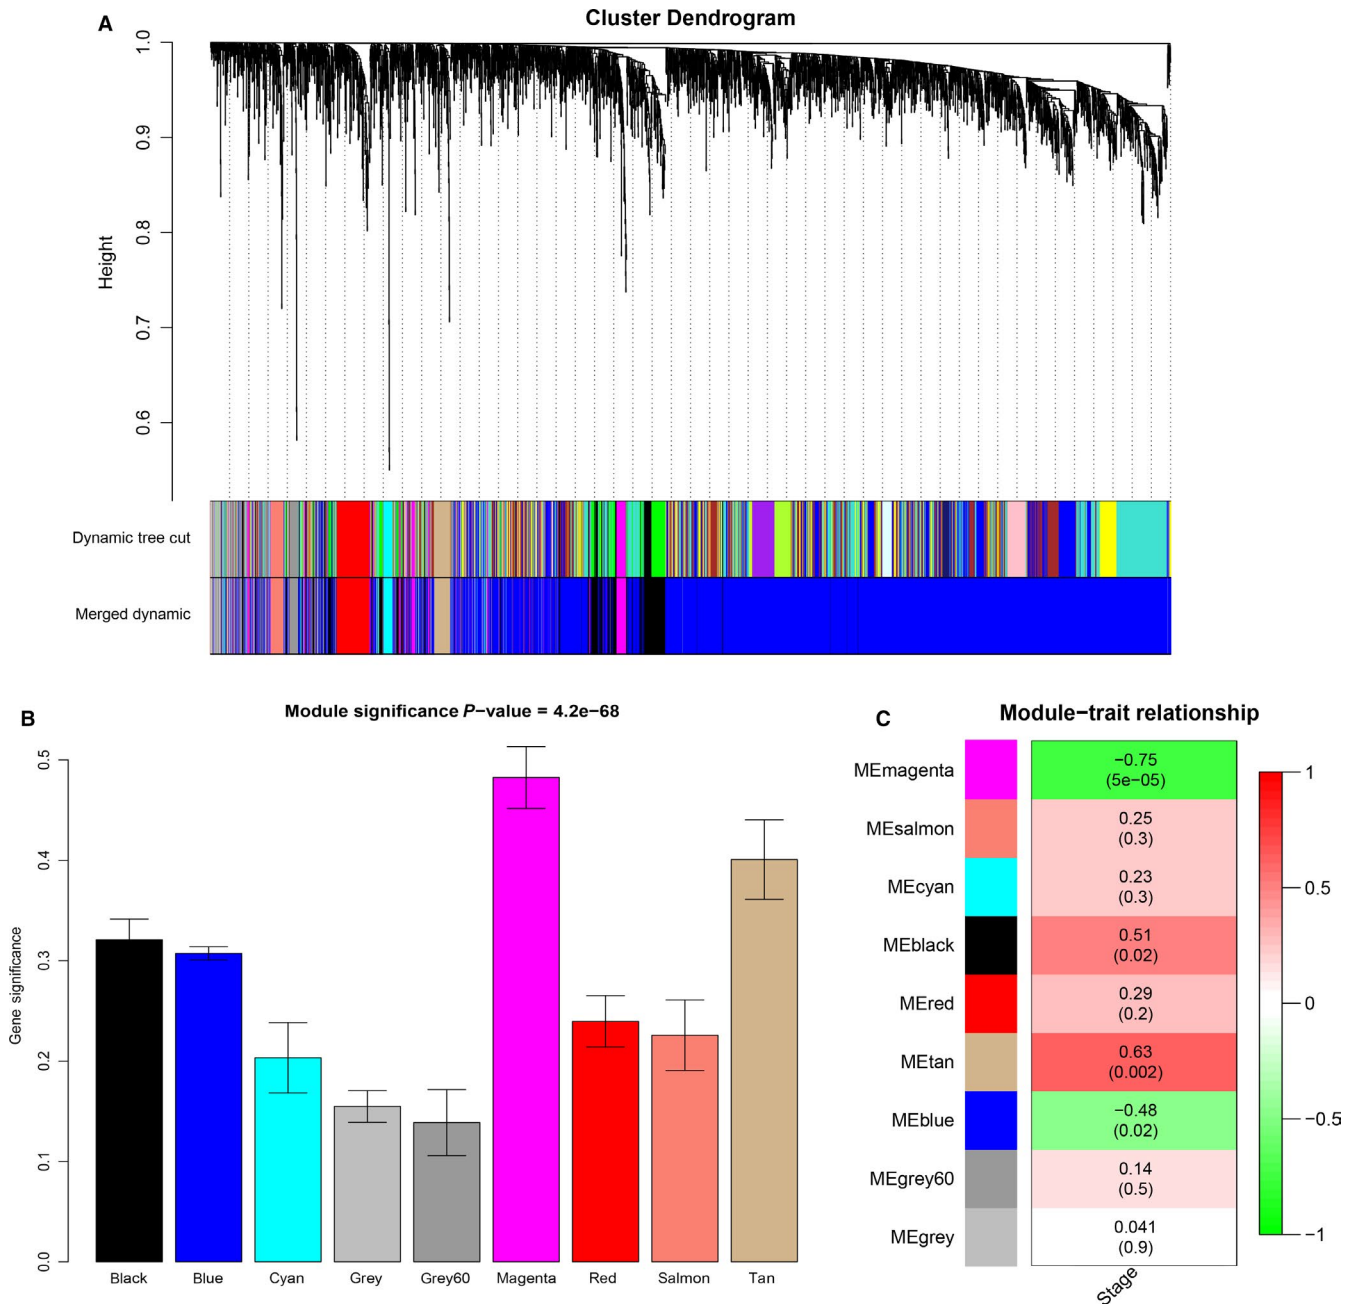 A
Cluster Dendrogram
Height
1.0
0.9
0.8
0.7
0.6
Dynamic tree cut
Merged dynamic
B
Module significance P−value = 4.2e−68
Gene significance
0.5
0.4
0.3
0.2
0.1
0.0
Black Blue Cyan Grey Grey60 Magenta Red Salmon Tan
C
Module−trait relationship
MEmagenta
−0.75
(5e−05)
MEsalmon
0.25
(0.3)
MEcyan
0.23
(0.3)
MEblack
0.51
(0.02)
MEred
0.29
(0.2)
MEtan
0.63
(0.002)
MEblue
−0.48
(0.02)
MEgrey60
0.14
(0.5)
MEgrey
0.041
(0.9)
Stage
1
0.5
0
−0.5
−1